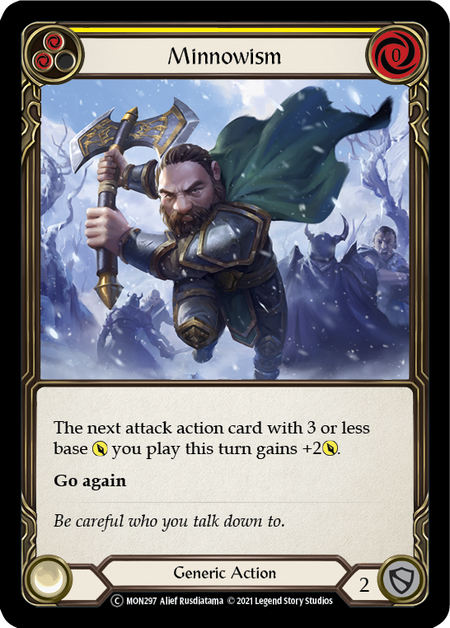 Minnowism
0
The next attack action card with 3 or less
base you play this turn gains +2.
Go again
Be careful who you talk down to.
Generic Action
2
C MON297 Alief Rusdiatama © 2021 Legend Story Studios